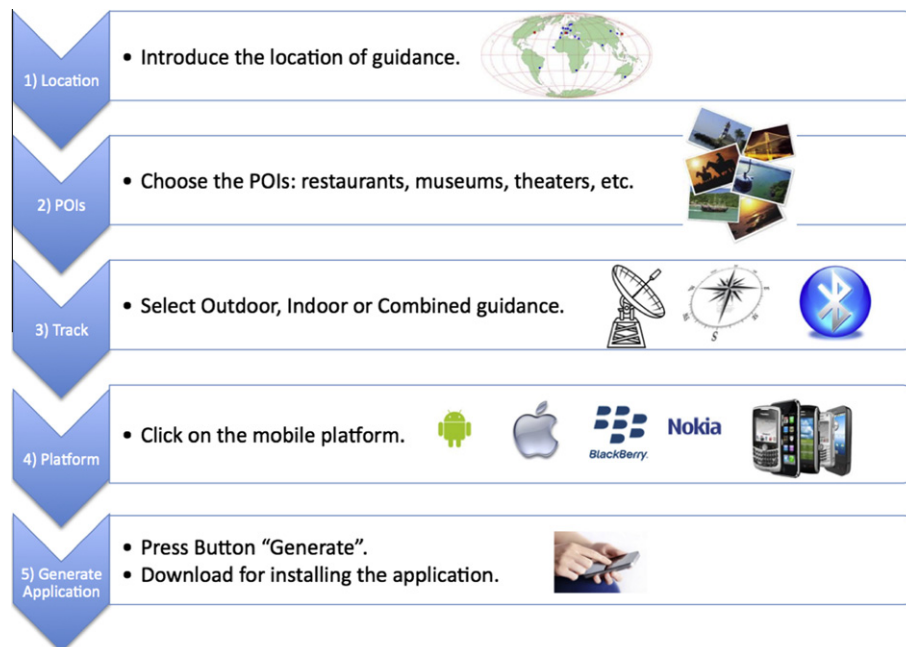 1) Location
• Introduce the location of guidance.
2) POIs
• Choose the POIs: restaurants, museums, theaters, etc.
3) Track
• Select Outdoor, Indoor or Combined guidance.
S
4) Platform
• Click on the mobile platform.
BlackBerry.
Nokia
5) Generate
Application
• Press Button “Generate”.
• Download for installing the application.